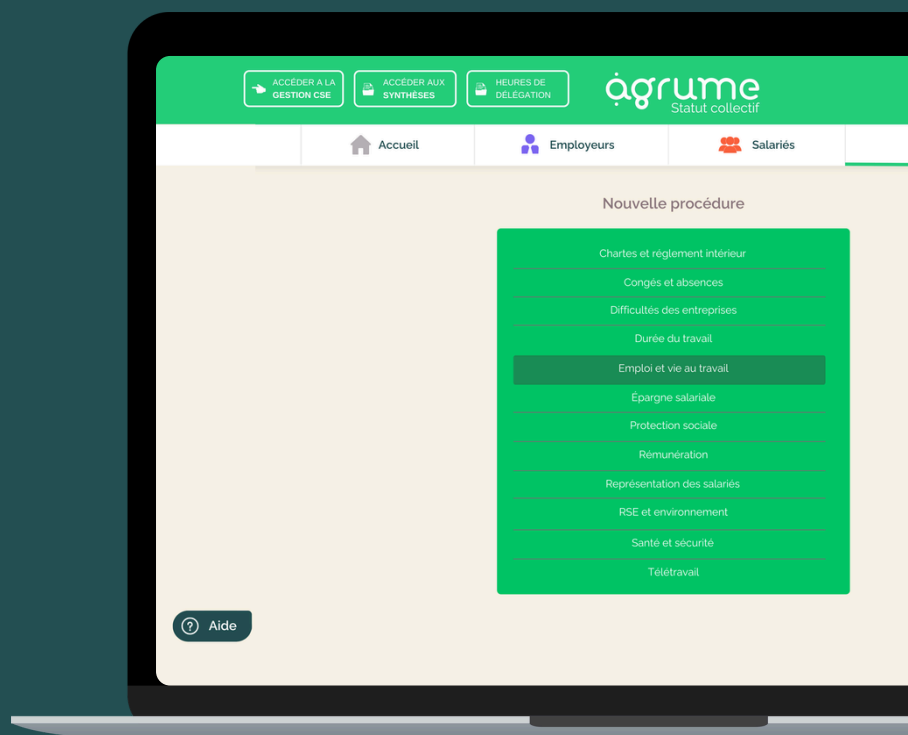 ACCÉDER A LA
GESTION CSE
ACCÉDER AUX
SYNTHÈSES
HEURES DE
DÉLÉGATION
agrume
Statut collectif
Accueil
Employeurs
Salariés
Nouvelle procédure
Chartes et réglement intérieur
Congés et absences
Difficultés des entreprises
Durée du travail
Emploi et vie au travail
Épargne salariale
Protection sociale
Rémunération
Représentation des salariés
RSE et environnement
Santé et sécurité
Télétravail
? Aide